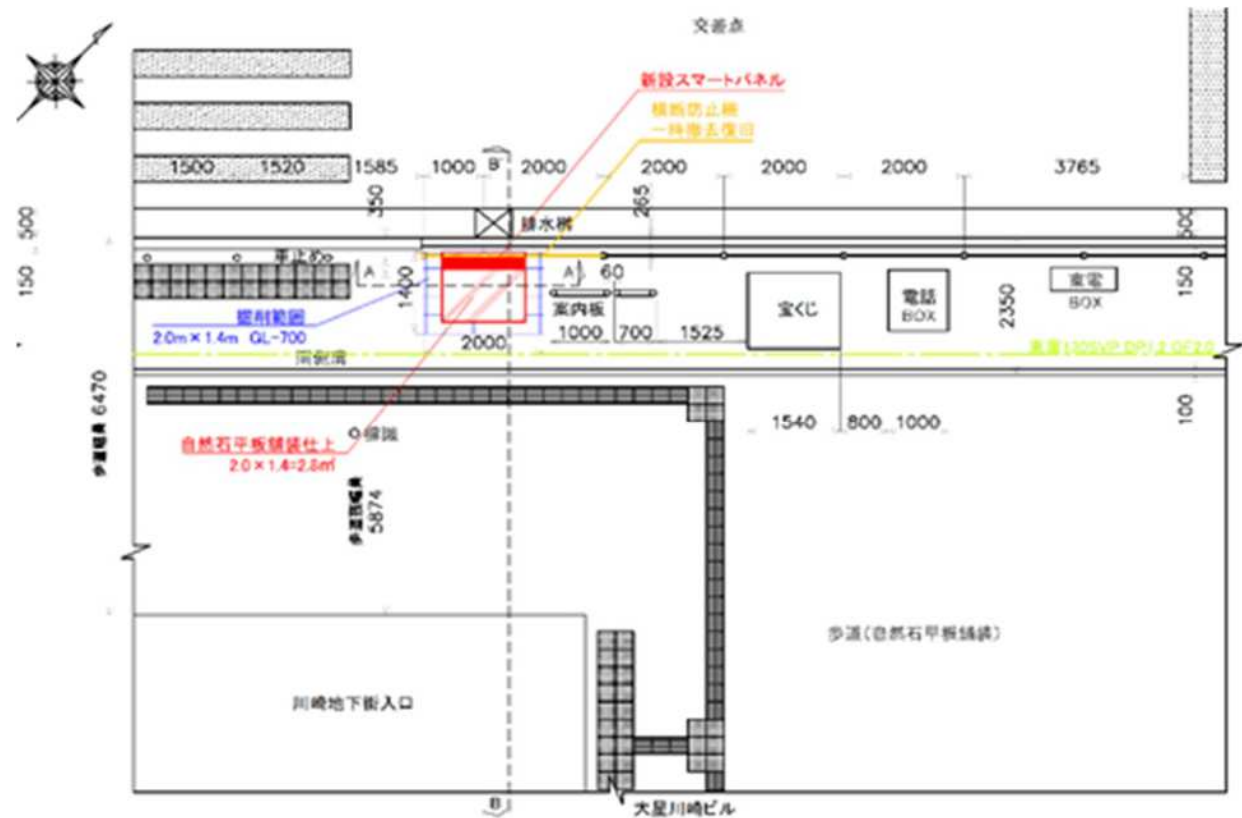 交差点
新設スマートパネル
横断防止柵
一時撤去復旧
1500
1520
1585
1000
B'
2000
2000
2000
2000
3765
350
265
500
500
排水桝
車止め
A
A'
60
150
150
1400
案内板
宝くじ
電話
BOX
東電
BOX
2350
掘削範囲
2.0m×1.4m GL-700
2000
1000
700
1525
100
1540
800
1000
歩道幅員 6470
標識
自然石平板舗装仕上
2.0×1.4=2.8㎡
5874
歩道(自然石平板舗装)
川崎地下街入口
B
大星川崎ビル